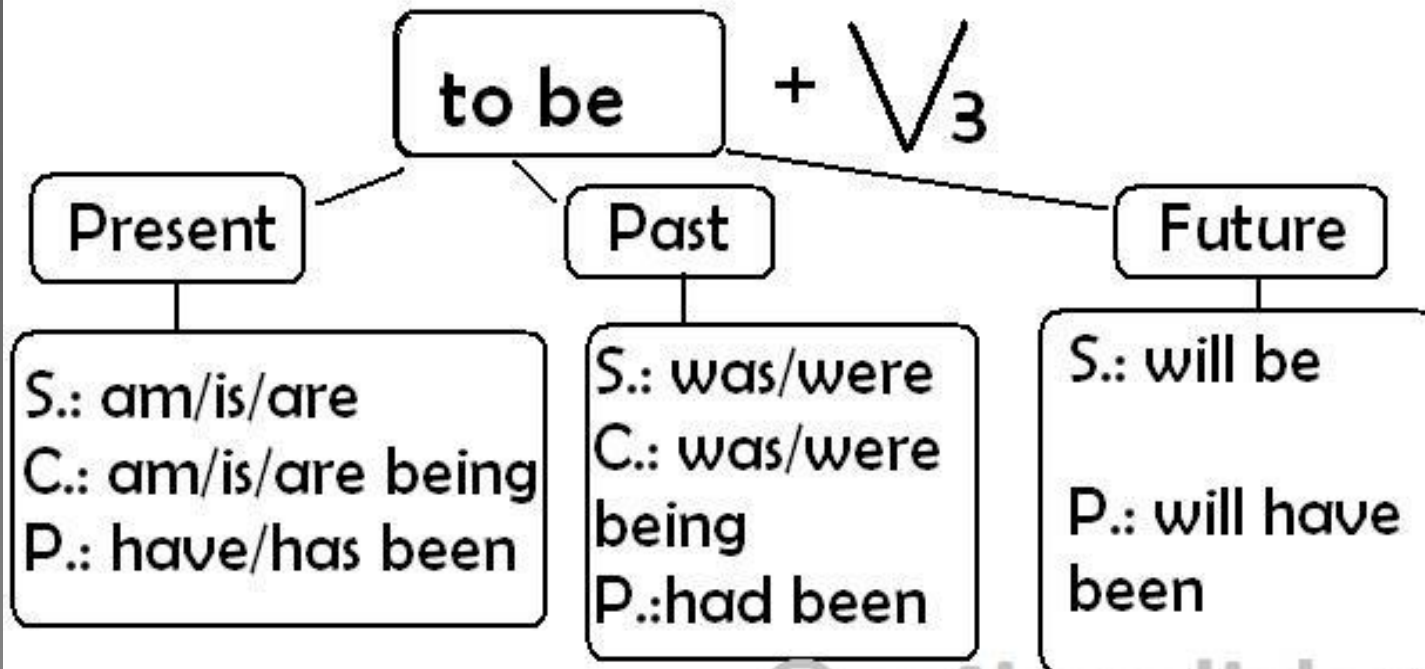 to be + V3
Present
Past
Future
S.: am/is/are
C.: am/is/are being
P.: have/has been
S.: was/were
C.: was/were
being
P.:had been
S.: will be
P.: will have
been